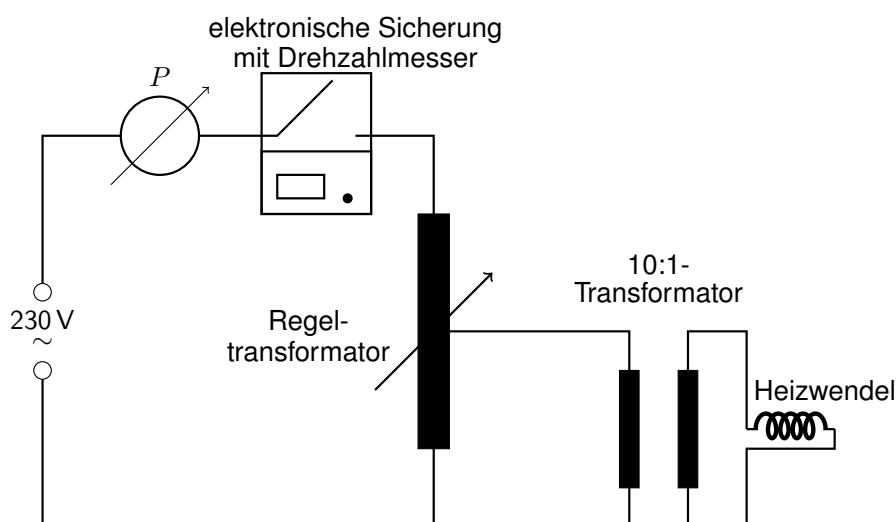 elektronische Sicherung
mit Drehzahlmesser
P
10:1-
Transformator
Regel-
transformator
230 V
~
Heizwendel